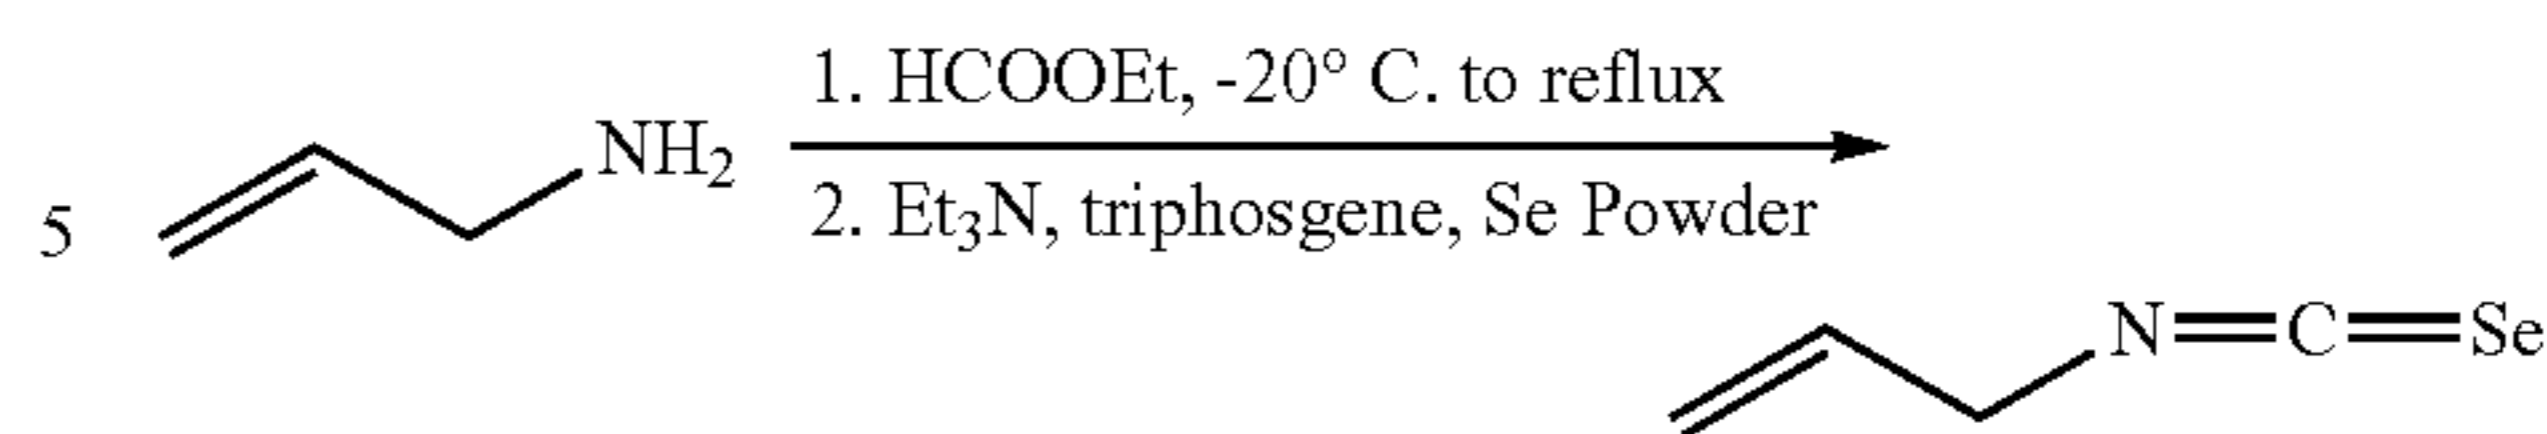 1. HCOOEt, -20° C. to reflux
NH2
5
2. Et3N, triphosgene, Se Powder
N=C=Se